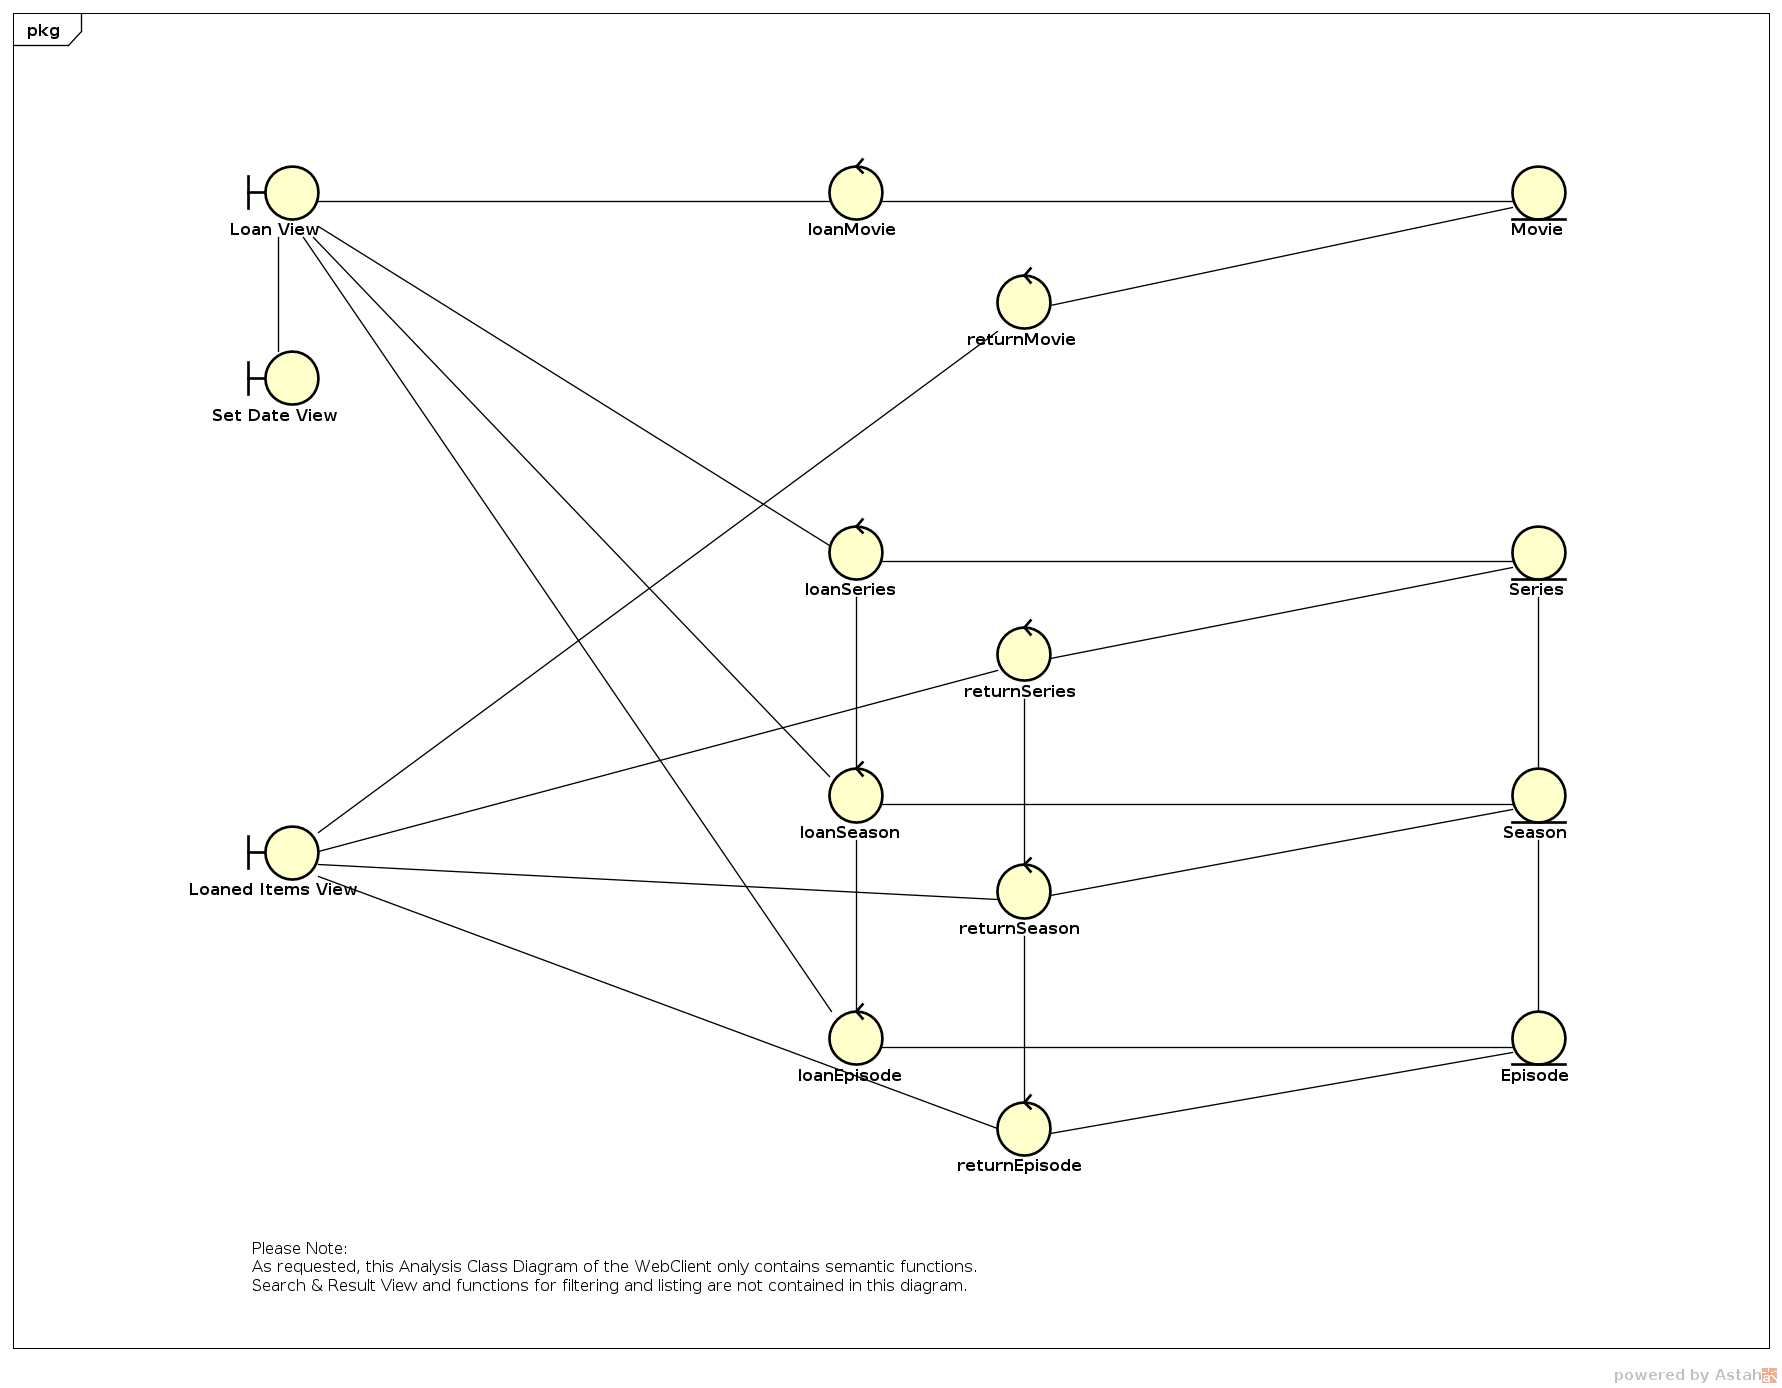 pkg
Loan View
loanMovie
Movie
returnMovie
Set Date View
loanSeries
Series
returnSeries
loanSeason
Season
Loaned Items View
returnSeason
loanEpisode
Episode
returnEpisode
Please Note:
As requested, this Analysis Class Diagram of the WebClient only contains semantic functions.
Search & Result View and functions for filtering and listing are not contained in this diagram.
powered by Astah